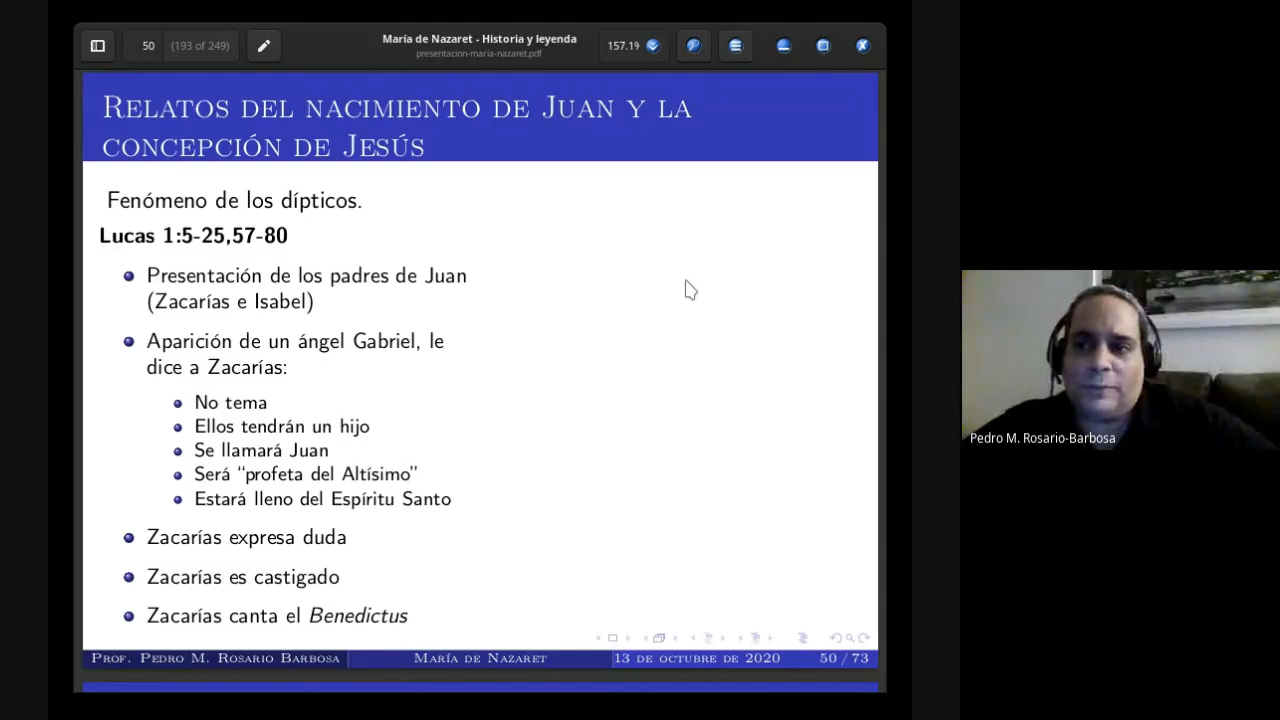 50 (193 of 249)
María de Nazaret - Historia y leyenda
presentacion-maria-nazaret.pdf
157.19
Relatos del nacimiento de Juan y la
concepción de Jesús
Fenómeno de los dípticos.
Lucas 1:5-25,57-80
Presentación de los padres de Juan
(Zacarías e Isabel)
Aparición de un ángel Gabriel, le
dice a Zacarías:
No tema
Ellos tendrán un hijo
Se llamará Juan
Será “profeta del Altísimo”
Estará lleno del Espíritu Santo
Zacarías expresa duda
Zacarías es castigado
Zacarías canta el Benedictus
Prof. Pedro M. Rosario Barbosa María de Nazaret 13 de octubre de 2020 50 / 73
Pedro M. Rosario-Barbosa